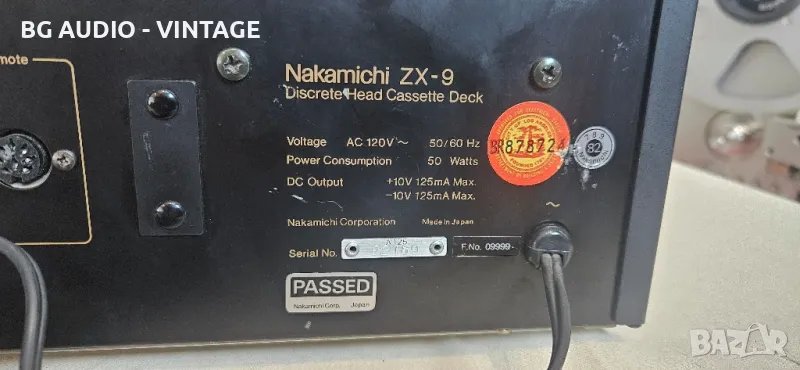 BG AUDIO - VINTAGE
mote
Nakamichi ZX-9
Discrete Head Cassette Deck
Voltage AC 120V ~ 50/60 Hz
Power Consumption 50 Watts
DC Output +10V 125mA Max.
-10V 125mA Max.
Nakamichi Corporation Made in Japan
~
Serial No.
F.No. 09999-
PASSED
Nakamichi Corp. Japan
82
BAZAR